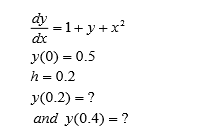 dy/dx = 1 + y + x²
y(0) = 0.5
h = 0.2
y(0.2) = ?
and y(0.4) = ?